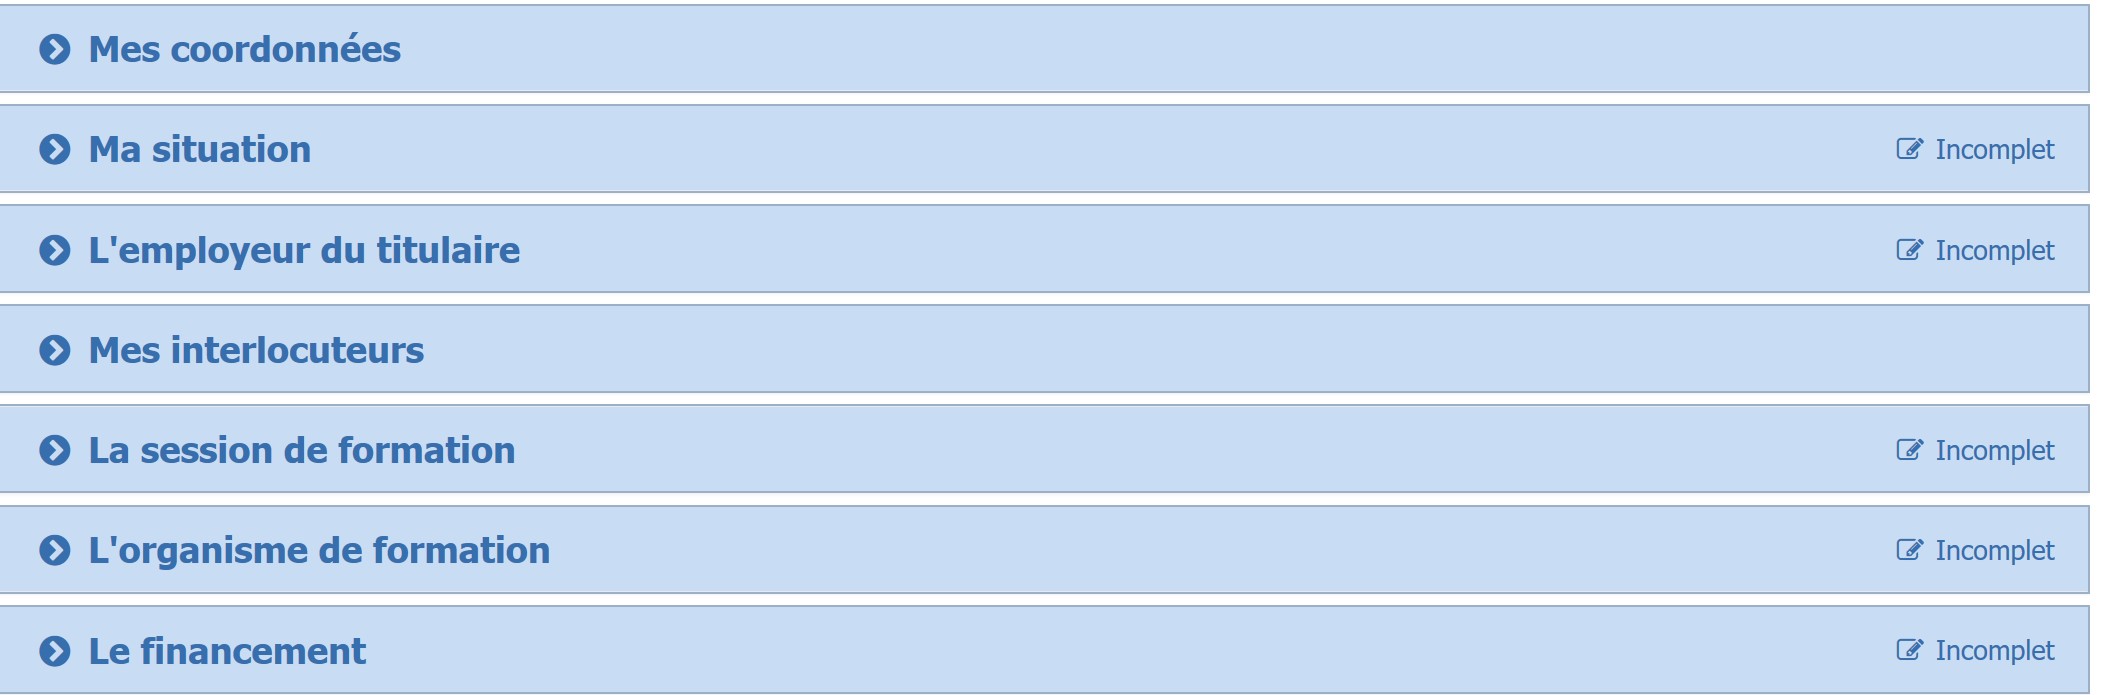 Mes coordonnées
Ma situation Incomplet
L'employeur du titulaire Incomplet
Mes interlocuteurs
La session de formation Incomplet
L'organisme de formation Incomplet
Le financement Incomplet